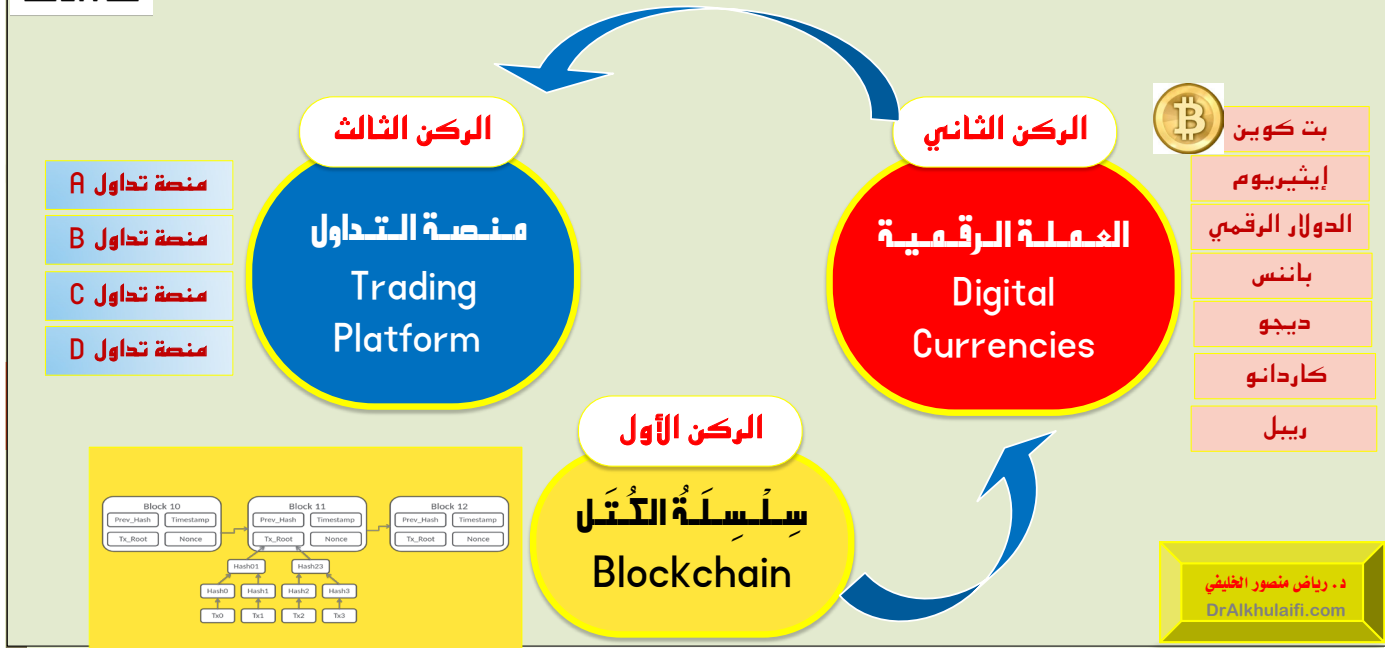 الركن الثاني
العملة الرقمية
Digital
Currencies
بت كوين
إيثيريوم
الدولار الرقمي
باننس
ديجو
كاردانو
ريبل
الركن الثالث
منصة التداول
Trading
Platform
منصة تداول A
منصة تداول B
منصة تداول C
منصة تداول D
الركن الأول
سِلْسِلَةُ الكُتَل
Blockchain
Block 10
Prev_Hash Timestamp
Tx_Root Nonce
Block 11
Prev_Hash Timestamp
Tx_Root Nonce
Block 12
Prev_Hash Timestamp
Tx_Root Nonce
Hash01 Hash23
Hash0 Hash1 Hash2 Hash3
Tx0 Tx1 Tx2 Tx3
د. رياض منصور الخليفي
DrAlkhulaifi.com